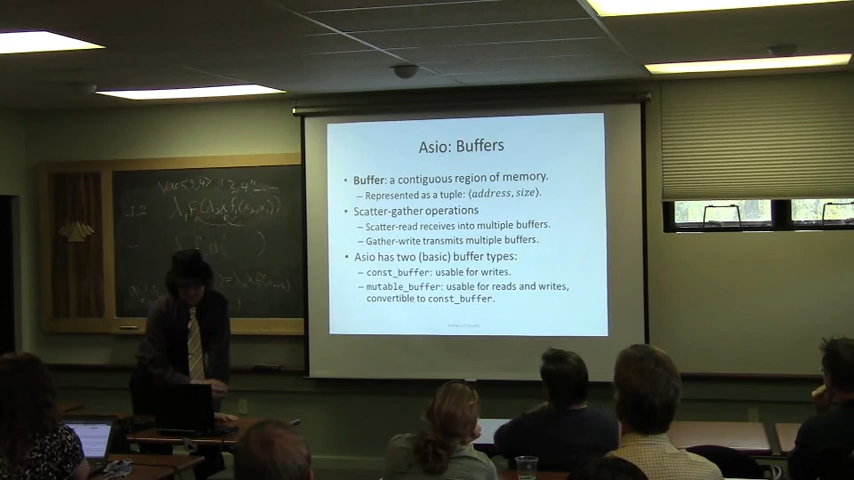 Asio: Buffers
• Buffer: a contiguous region of memory.
– Represented as a tuple: ⟨address, size⟩.
• Scatter-gather operations
– Scatter-read receives into multiple buffers.
– Gather-write transmits multiple buffers.
• Asio has two (basic) buffer types:
– const_buffer: usable for writes.
– mutable_buffer: usable for reads and writes,
convertible to const_buffer.